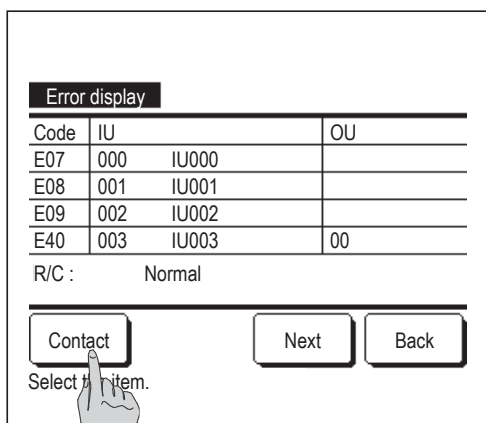 Error display
Code IU OU
E07 000 IU000
E08 001 IU001
E09 002 IU002
E40 003 IU003 00
R/C : Normal
Contact Next Back
Select item.